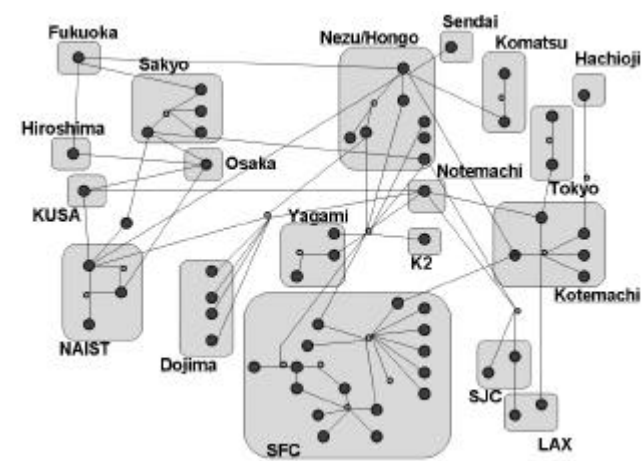 Sendai
Fukuoka
Nezu/Hongo
Komatsu
Sakyo
Hachioji
Hiroshima
Osaka
Notemachi
Tokyo
KUSA
Yagami
K2
Kotemachi
NAIST
Dojima
SJC
LAX
SFC